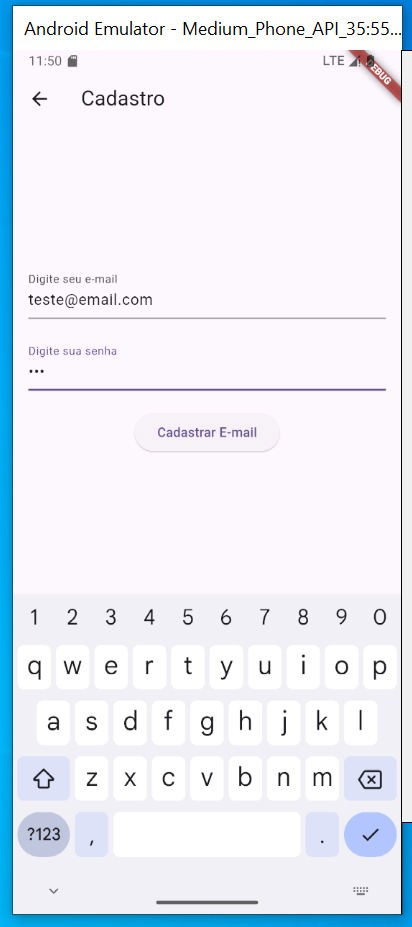 Android Emulator - Medium_Phone_API_35:55...
11:50 LTE
DEBUG
Cadastro
Digite seu e-mail
teste@email.com
Digite sua senha
•••
Cadastrar E-mail
1 2 3 4 5 6 7 8 9 0
q w e r t y u i o p
a s d f g h j k l
z x c v b n m
?123 , .